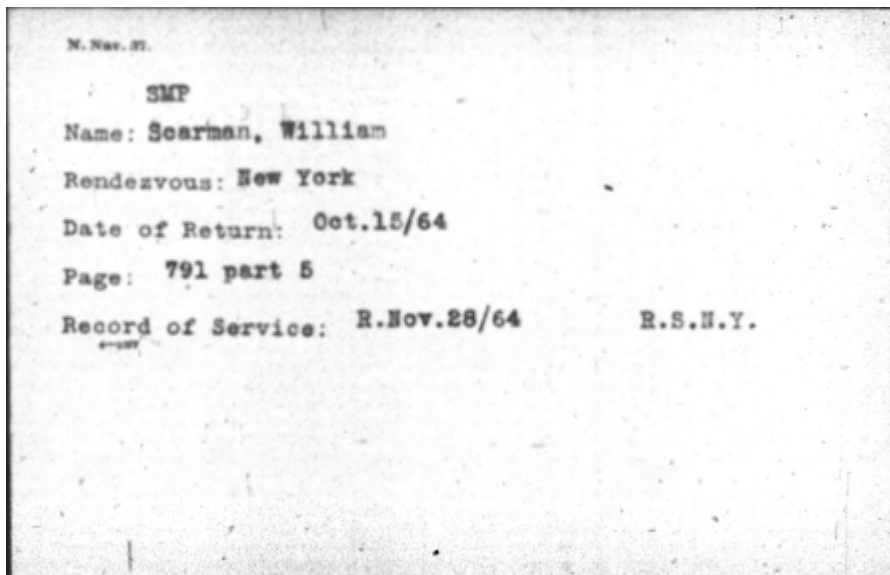 N. Nav. 37.
SMP
Name: Scarman, William
Rendezvous: New York
Date of Return: Oct.15/64
Page: 791 part 5
Record of Service: R.Nov.28/64 R.S.N.Y.